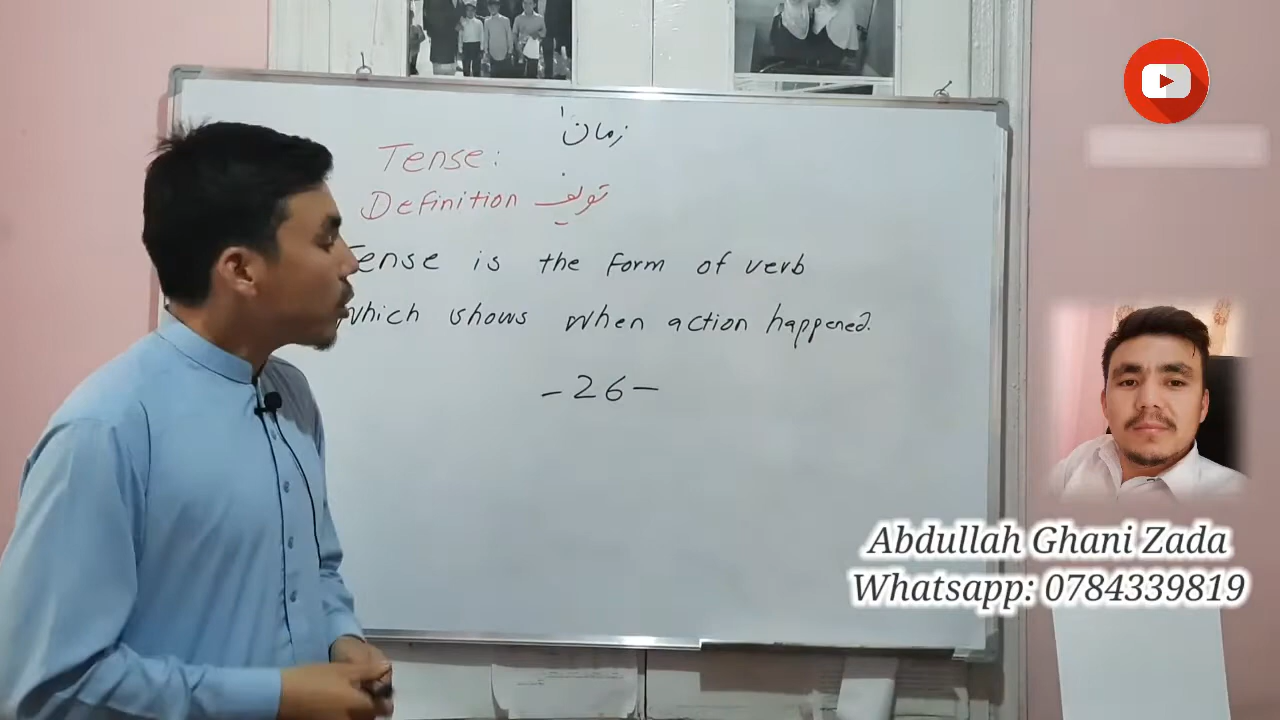 زمان
Tense:
Definition تعریف
Tense is the form of verb
which shows when action happened.
-26-
Abdullah Ghani Zada
Whatsapp: 0784339819